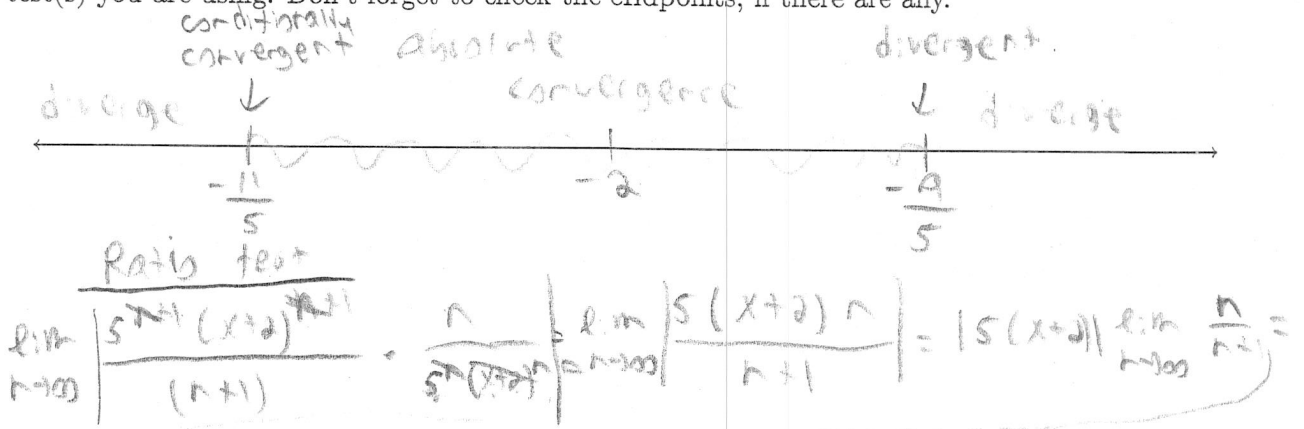 test(s) you are using. Don't forget to check the endpoints, if there are any.
conditionally
convergent absolute
convergence
divergent.
diverge ↓ ↓ diverge
-11/5 -2 -9/5
Ratio test
lim n→∞ |5^(n+1) (x+2)^(n+1) / (n+1) · n / 5^n (x+2)^n| = lim n→∞ |5(x+2)n / n+1| = |5(x+2)| lim n→∞ n/n+1 =